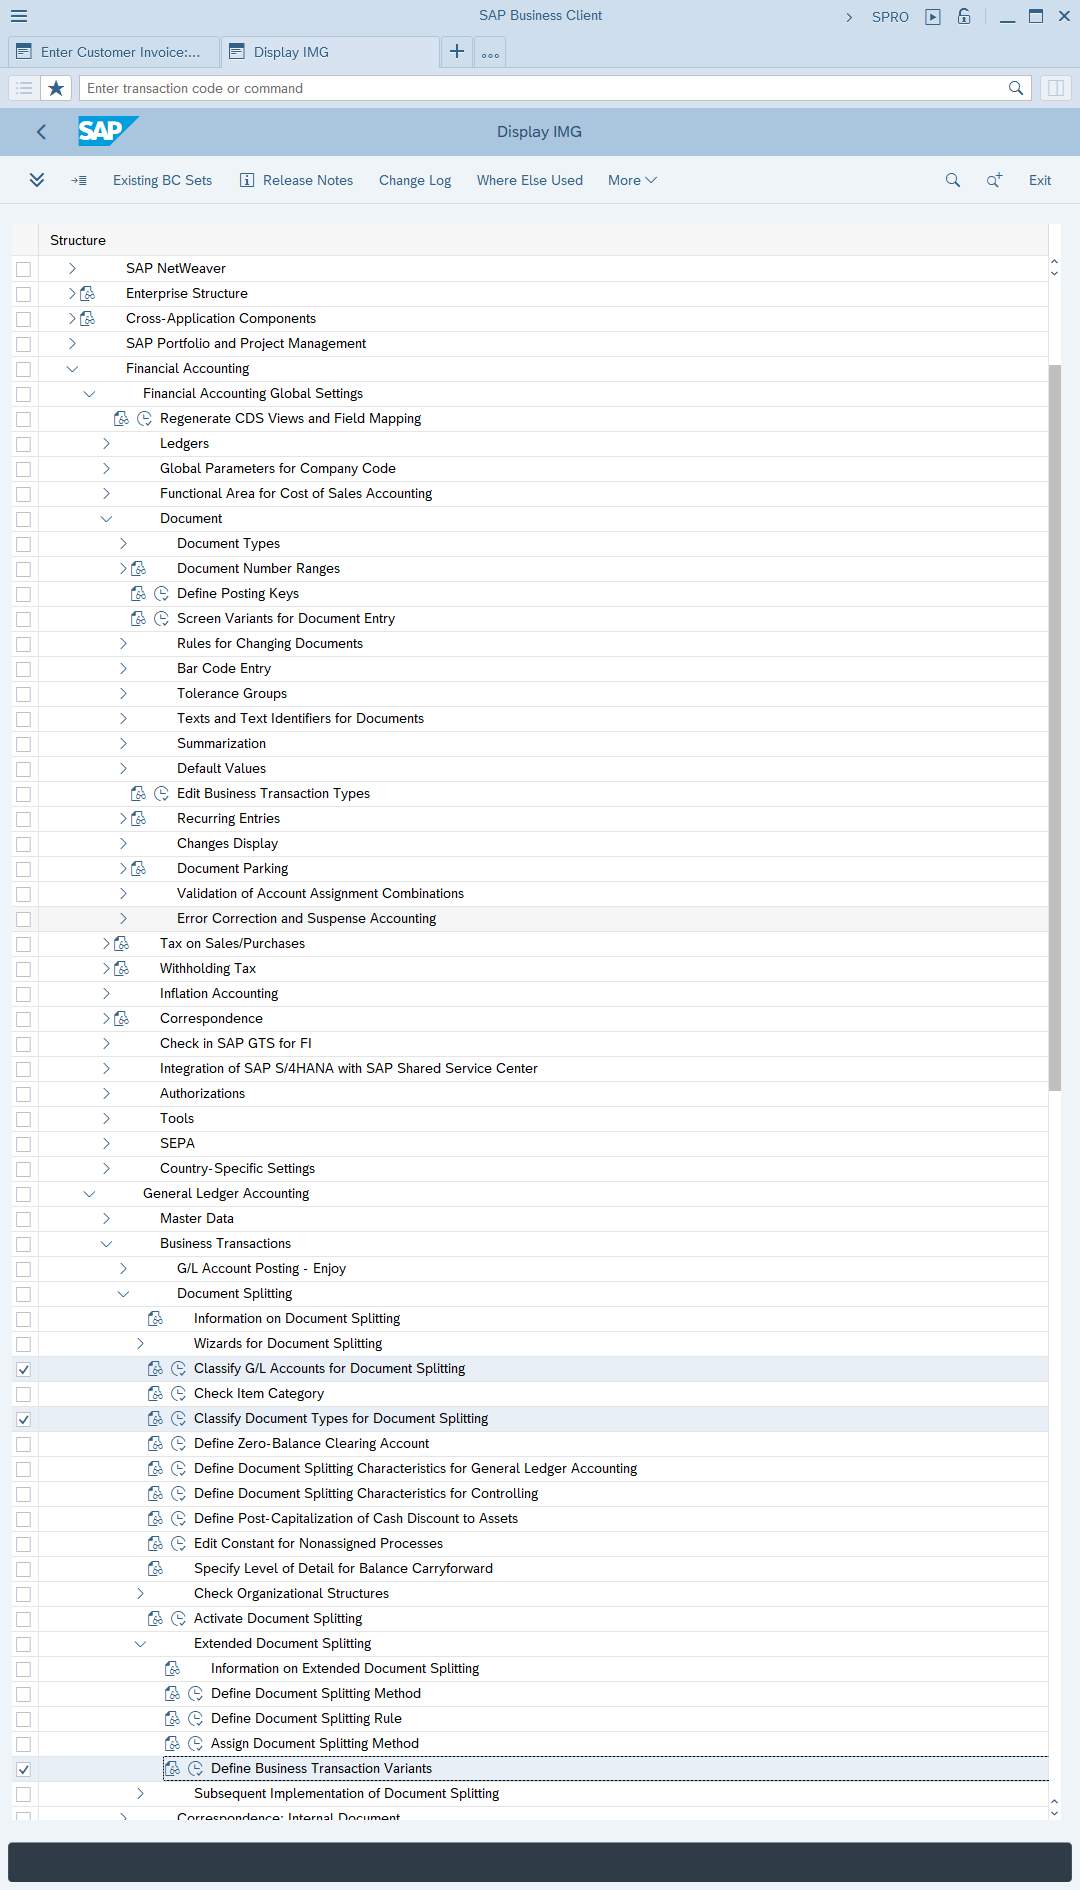 SAP Business Client
SPRO
Enter Customer Invoice:...
Display IMG
Enter transaction code or command
SAP
Display IMG
Existing BC Sets
Release Notes
Change Log
Where Else Used
More
Exit
Structure
SAP NetWeaver
Enterprise Structure
Cross-Application Components
SAP Portfolio and Project Management
Financial Accounting
Financial Accounting Global Settings
Regenerate CDS Views and Field Mapping
Ledgers
Global Parameters for Company Code
Functional Area for Cost of Sales Accounting
Document
Document Types
Document Number Ranges
Define Posting Keys
Screen Variants for Document Entry
Rules for Changing Documents
Bar Code Entry
Tolerance Groups
Texts and Text Identifiers for Documents
Summarization
Default Values
Edit Business Transaction Types
Recurring Entries
Changes Display
Document Parking
Validation of Account Assignment Combinations
Error Correction and Suspense Accounting
Tax on Sales/Purchases
Withholding Tax
Inflation Accounting
Correspondence
Check in SAP GTS for FI
Integration of SAP S/4HANA with SAP Shared Service Center
Authorizations
Tools
SEPA
Country-Specific Settings
General Ledger Accounting
Master Data
Business Transactions
G/L Account Posting - Enjoy
Document Splitting
Information on Document Splitting
Wizards for Document Splitting
Classify G/L Accounts for Document Splitting
Check Item Category
Classify Document Types for Document Splitting
Define Zero-Balance Clearing Account
Define Document Splitting Characteristics for General Ledger Accounting
Define Document Splitting Characteristics for Controlling
Define Post-Capitalization of Cash Discount to Assets
Edit Constant for Nonassigned Processes
Specify Level of Detail for Balance Carryforward
Check Organizational Structures
Activate Document Splitting
Extended Document Splitting
Information on Extended Document Splitting
Define Document Splitting Method
Define Document Splitting Rule
Assign Document Splitting Method
Define Business Transaction Variants
Subsequent Implementation of Document Splitting
Correspondence: Internal Document